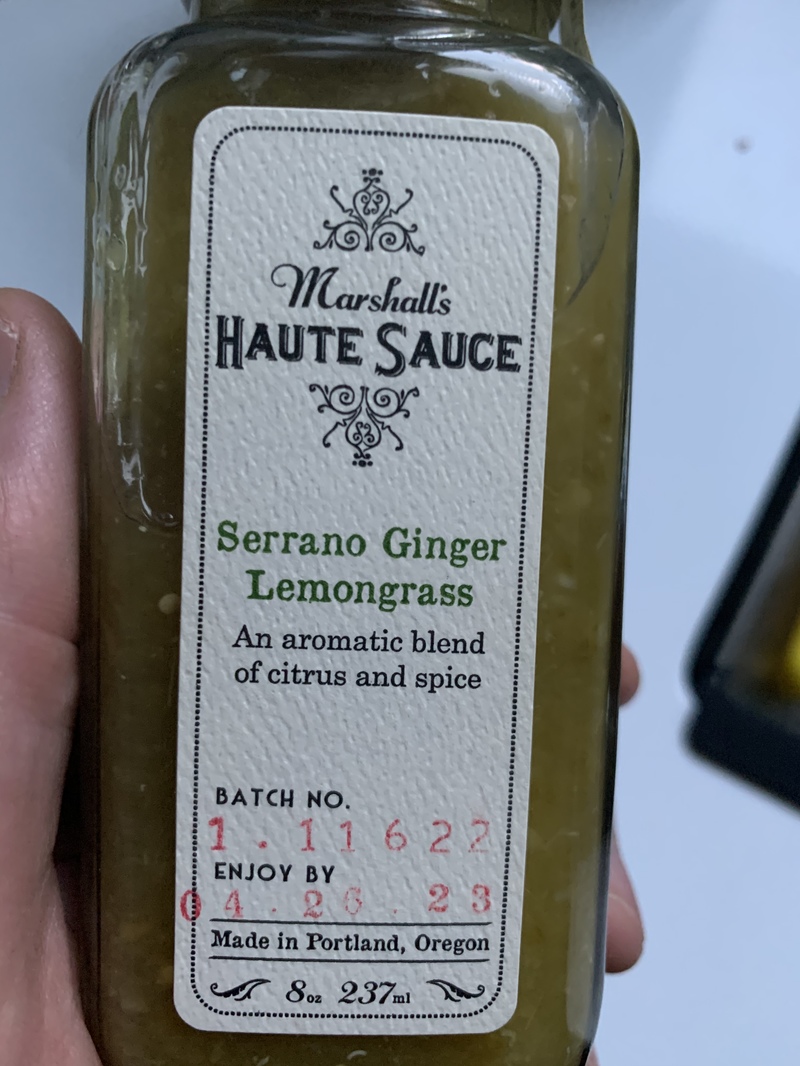 Marshall's
HAUTE SAUCE
Serrano Ginger
Lemongrass
An aromatic blend
of citrus and spice
BATCH NO.
1.11622
ENJOY BY
04.26.23
Made in Portland, Oregon
8oz 237ml